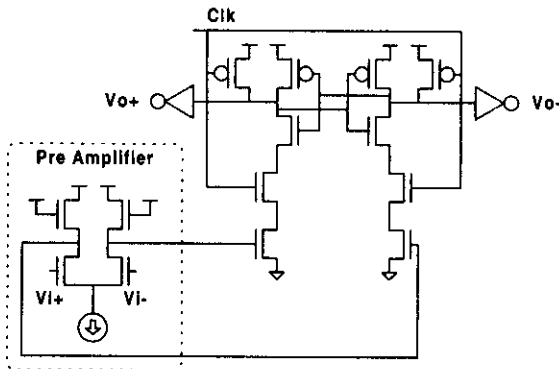 Clk
Vo+
Vo-
Pre Amplifier
Vi+
Vi-